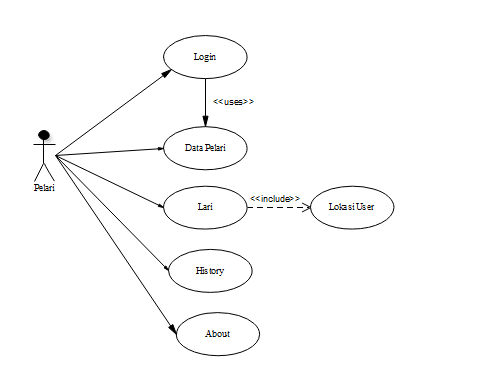 Login
<<uses>>
Data Pelari
Pelari
<<include>>
Lari
Lokasi User
History
About